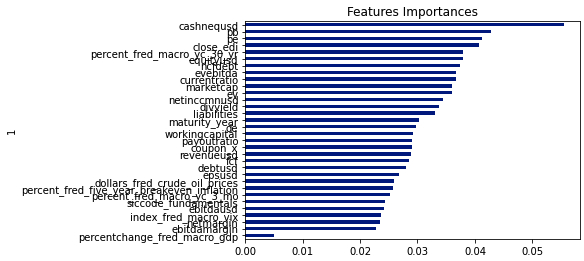 Features Importances
cashnequsd
pb
pe
close_edi
percent_fred_macro_yc_30_yr
equityusd
ncfdebt
evebitda
currentratio
marketcap
ev
netinccmnusd
divyield
liabilities
maturity_year
de
workingcapital
payoutratio
coupon_x
revenueusd
fcf
debtusd
epsusd
dollars_fred_crude_oil_prices
percent_fred_five_year_breakeven_inflation
percent_fred_macro_yc_3_mo
siccode_fundamentals
ebitdausd
index_fred_macro_vix
netmargin
ebitdamargin
percentchange_fred_macro_gdp
1
0.00 0.01 0.02 0.03 0.04 0.05